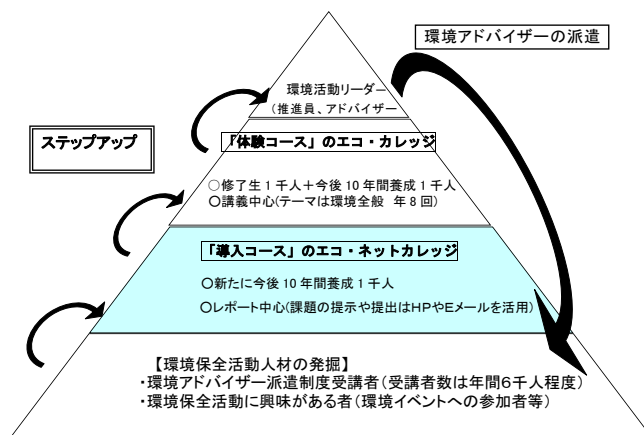 環境アドバイザーの派遣
環境活動リーダー
(推進員、アドバイザー
ステップアップ
「体験コース」のエコ・カレッジ
○修了生1千人+今後10年間養成1千人
○講義中心(テーマは環境全般 年8回)
「導入コース」のエコ・ネットカレッジ
○新たに今後10年間養成1千人
○レポート中心(課題の提示や提出はHPやEメールを活用)
【環境保全活動人材の発掘】
・環境アドバイザー派遣制度受講者(受講者数は年間6千人程度)
・環境保全活動に興味がある者(環境イベントへの参加者等)